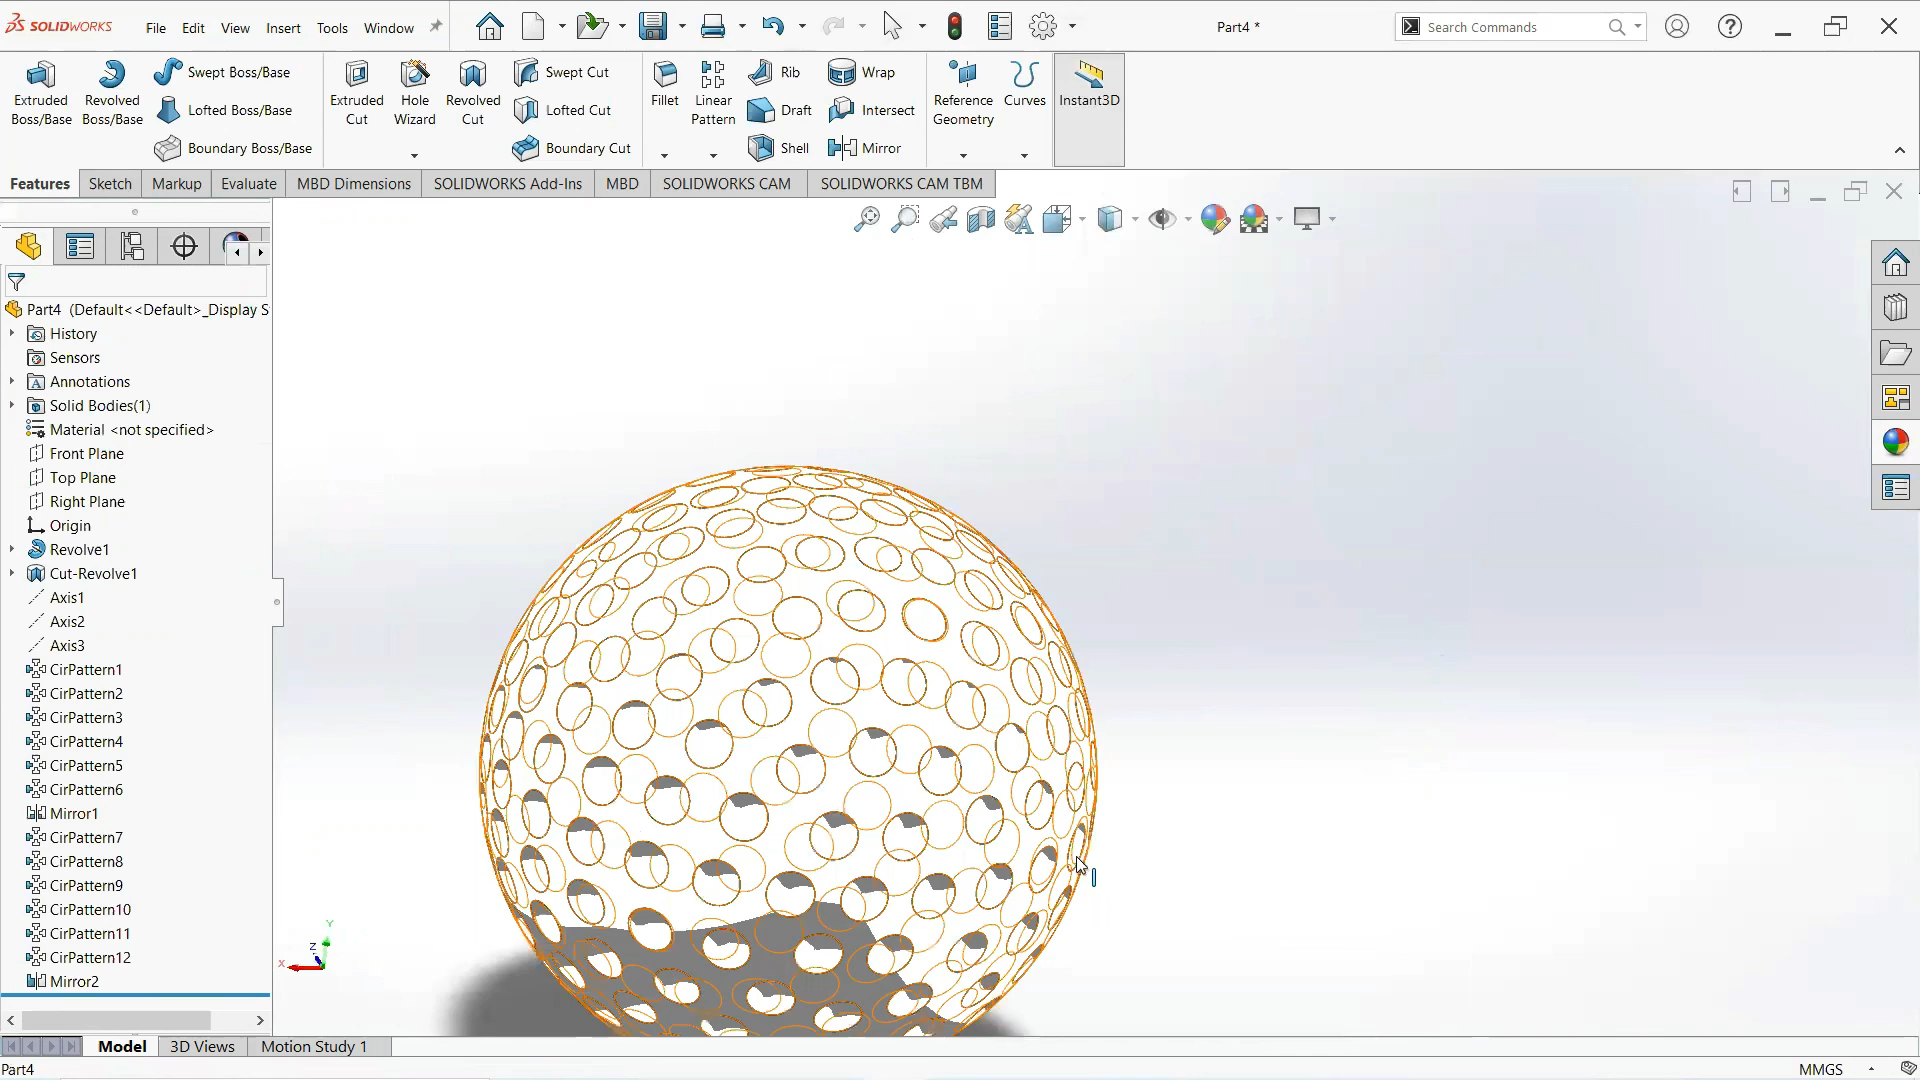 SOLIDWORKS File Edit View Insert Tools Window Part4 * Search Commands
Extruded Boss/Base
Revolved Boss/Base
Swept Boss/Base
Lofted Boss/Base
Boundary Boss/Base
Extruded Cut
Hole Wizard
Revolved Cut
Swept Cut
Lofted Cut
Boundary Cut
Fillet
Linear Pattern
Rib
Draft
Shell
Wrap
Intersect
Mirror
Reference Geometry
Curves
Instant3D
Features Sketch Markup Evaluate MBD Dimensions SOLIDWORKS Add-Ins MBD SOLIDWORKS CAM SOLIDWORKS CAM TBM
Part4 (Default<<Default>_Display S
History
Sensors
Annotations
Solid Bodies(1)
Material <not specified>
Front Plane
Top Plane
Right Plane
Origin
Revolve1
Cut-Revolve1
Axis1
Axis2
Axis3
CirPattern1
CirPattern2
CirPattern3
CirPattern4
CirPattern5
CirPattern6
Mirror1
CirPattern7
CirPattern8
CirPattern9
CirPattern10
CirPattern11
CirPattern12
Mirror2
Y
Z
X
Model 3D Views Motion Study 1
Part4 MMGS